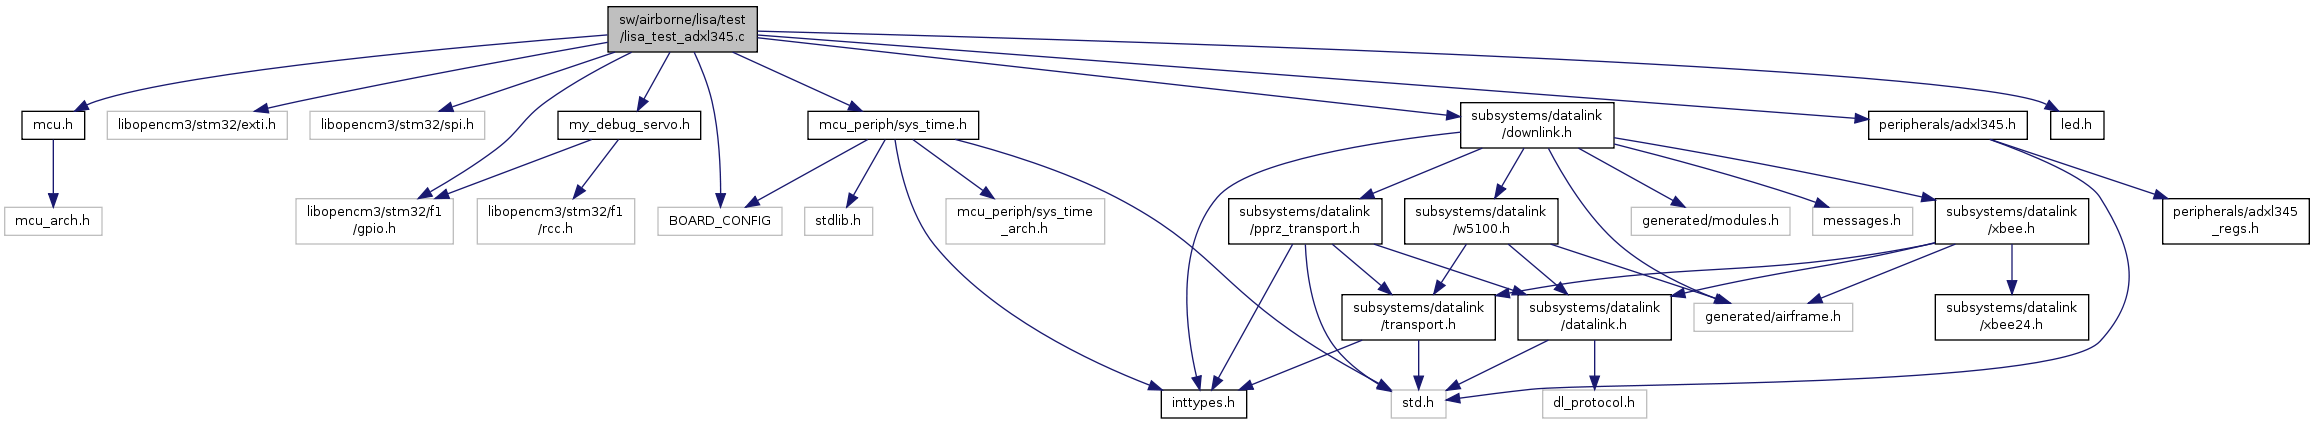 sw/airborne/lisa/test
/lisa_test_adxl345.c
mcu.h
libopencm3/stm32/exti.h
libopencm3/stm32/spi.h
my_debug_servo.h
mcu_periph/sys_time.h
subsystems/datalink
/downlink.h
peripherals/adxl345.h
led.h
mcu_arch.h
libopencm3/stm32/f1
/gpio.h
libopencm3/stm32/f1
/rcc.h
BOARD_CONFIG
stdlib.h
mcu_periph/sys_time
_arch.h
subsystems/datalink
/pprz_transport.h
subsystems/datalink
/w5100.h
generated/modules.h
messages.h
subsystems/datalink
/xbee.h
peripherals/adxl345
_regs.h
subsystems/datalink
/transport.h
subsystems/datalink
/datalink.h
generated/airframe.h
subsystems/datalink
/xbee24.h
inttypes.h
std.h
dl_protocol.h